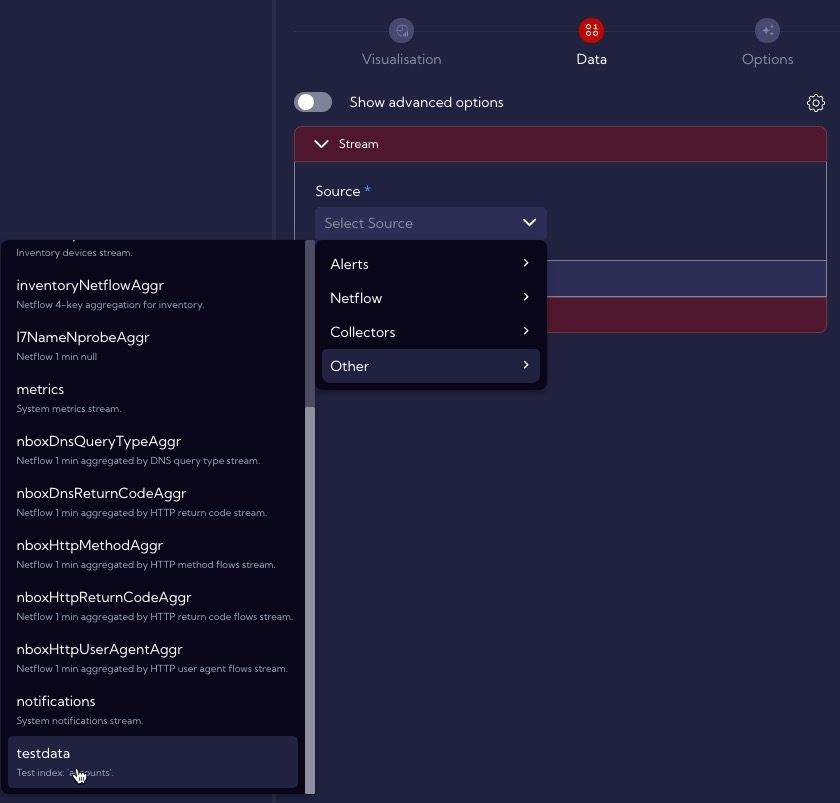 Visualisation
Data
Options
Show advanced options
Stream
Source *
Select Source
Alerts
Netflow
Collectors
Other
Inventory devices stream.
inventoryNetflowAggr
Netflow 4-key aggregation for inventory.
l7NameNprobeAggr
Netflow 1 min null
metrics
System metrics stream.
nboxDnsQueryTypeAggr
Netflow 1 min aggregated by DNS query type stream.
nboxDnsReturnCodeAggr
Netflow 1 min aggregated by HTTP return code stream.
nboxHttpMethodAggr
Netflow 1 min aggregated by HTTP method flows stream.
nboxHttpReturnCodeAggr
Netflow 1 min aggregated by HTTP return code flows stream.
nboxHttpUserAgentAggr
Netflow 1 min aggregated by HTTP user agent flows stream.
notifications
System notifications stream.
testdata
Test index: